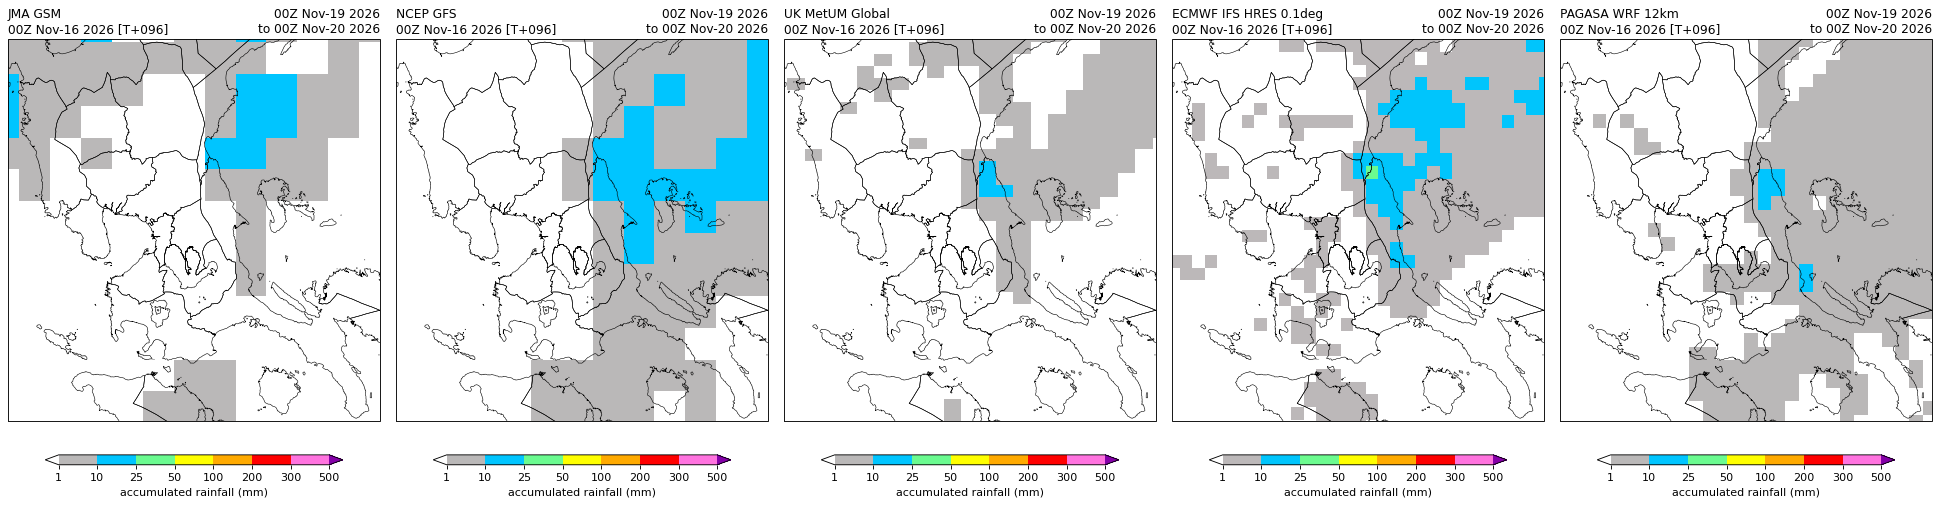 JMA GSM
00Z Nov-19 2026
00Z Nov-16 2026 [T+096]
to 00Z Nov-20 2026
NCEP GFS
00Z Nov-19 2026
00Z Nov-16 2026 [T+096]
to 00Z Nov-20 2026
UK MetUM Global
00Z Nov-19 2026
00Z Nov-16 2026 [T+096]
to 00Z Nov-20 2026
ECMWF IFS HRES 0.1deg
00Z Nov-19 2026
00Z Nov-16 2026 [T+096]
to 00Z Nov-20 2026
PAGASA WRF 12km
00Z Nov-19 2026
00Z Nov-16 2026 [T+096]
to 00Z Nov-20 2026
1 10 25 50 100 200 300 500
accumulated rainfall (mm)
1 10 25 50 100 200 300 500
accumulated rainfall (mm)
1 10 25 50 100 200 300 500
accumulated rainfall (mm)
1 10 25 50 100 200 300 500
accumulated rainfall (mm)
1 10 25 50 100 200 300 500
accumulated rainfall (mm)